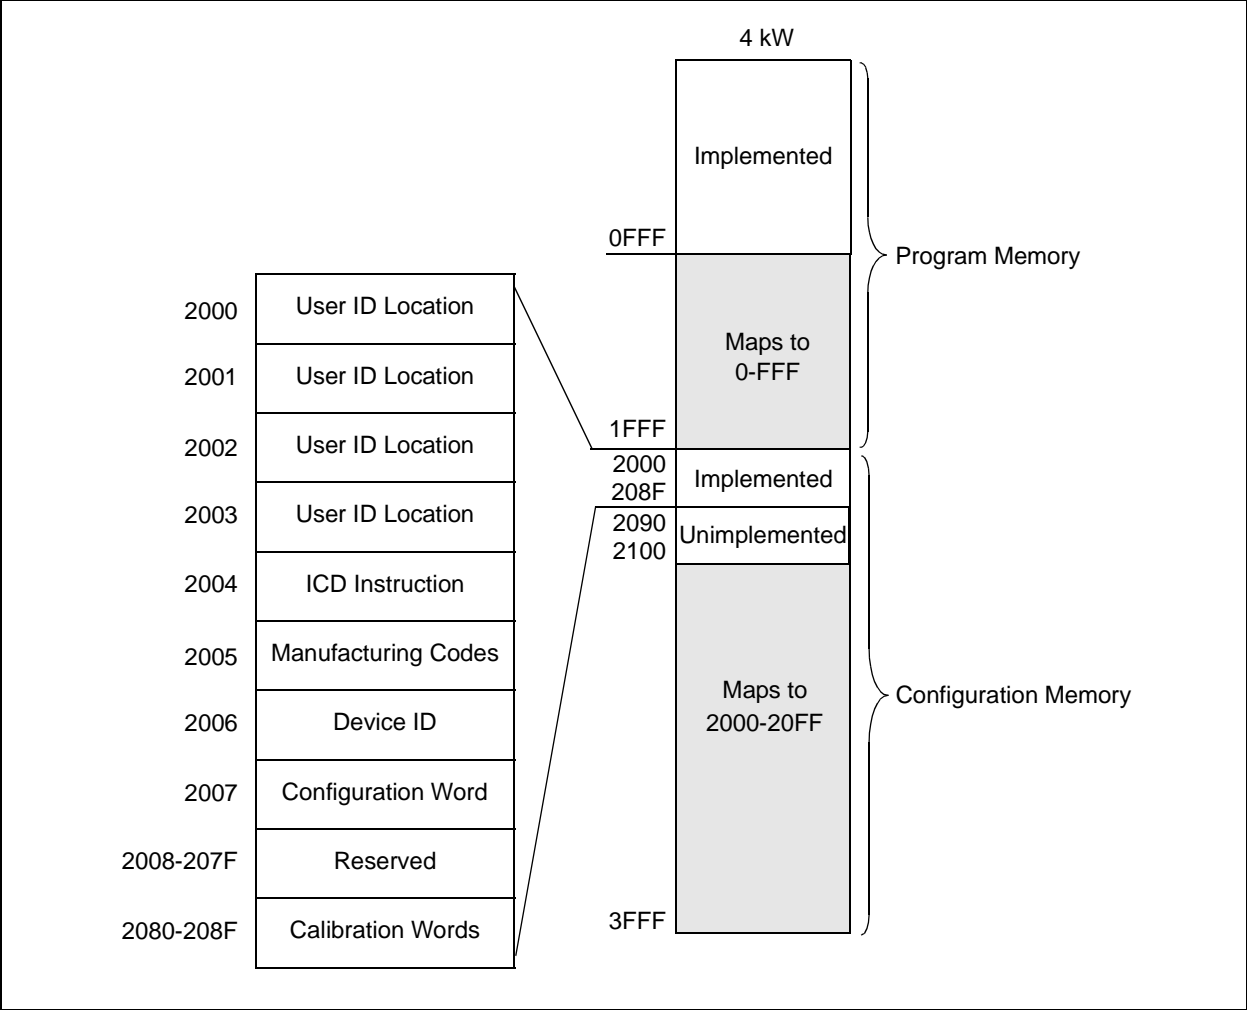 4 kW
Implemented
0FFF
Program Memory
Maps to
0-FFF
1FFF
2000
208F
Implemented
2090
2100
Unimplemented
Maps to
2000-20FF
Configuration Memory
3FFF
2000 User ID Location
2001 User ID Location
2002 User ID Location
2003 User ID Location
2004 ICD Instruction
2005 Manufacturing Codes
2006 Device ID
2007 Configuration Word
2008-207F Reserved
2080-208F Calibration Words